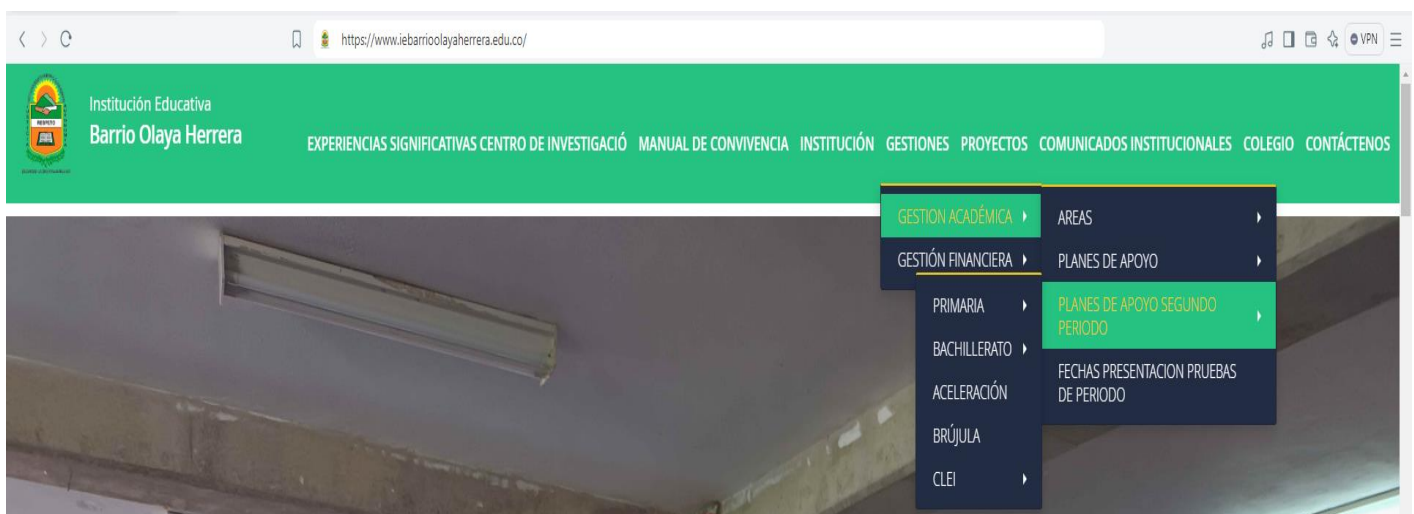 https://www.iebarrioolayaherrera.edu.co/
VPN
Institución Educativa
Barrio Olaya Herrera
EXPERIENCIAS SIGNIFICATIVAS CENTRO DE INVESTIGACIÓ MANUAL DE CONVIVENCIA INSTITUCIÓN GESTIONES PROYECTOS COMUNICADOS INSTITUCIONALES COLEGIO CONTÁCTENOS
GESTION ACADÉMICA
GESTIÓN FINANCIERA
AREAS
PLANES DE APOYO
PLANES DE APOYO SEGUNDO
PERIODO
FECHAS PRESENTACION PRUEBAS
DE PERIODO
PRIMARIA
BACHILLERATO
ACELERACIÓN
BRÚJULA
CLEI